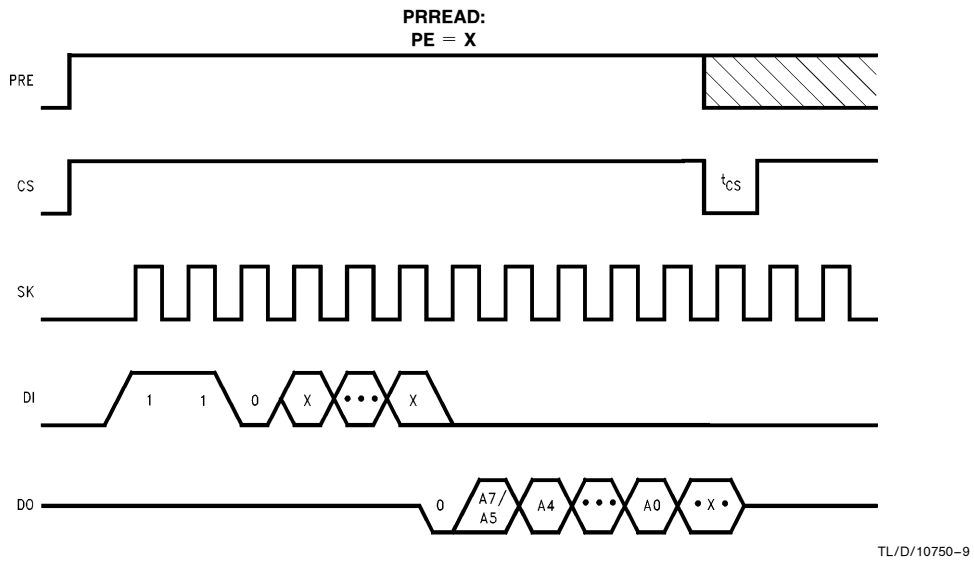 PRREAD:
PE = X
PRE
CS
tCS
SK
DI
1 1 0 X ••• X
DO
0 A7/A5 A4 ••• A0 •X•
TL/D/10750–9